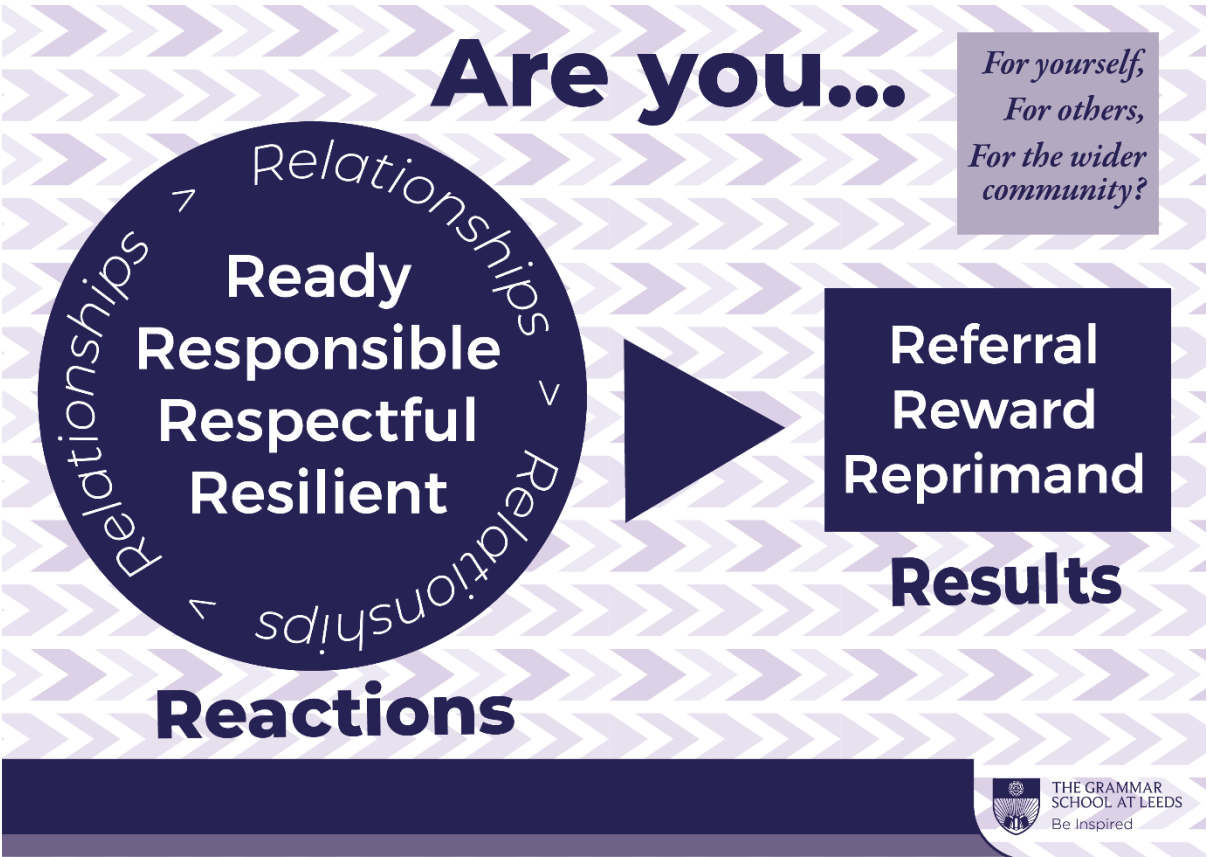 Are you...
For yourself,
For others,
For the wider
community?
Relationships > Relationships > Relationships >
Ready
Responsible
Respectful
Resilient
Reactions
Referral
Reward
Reprimand
Results
THE GRAMMAR
SCHOOL AT LEEDS
Be Inspired